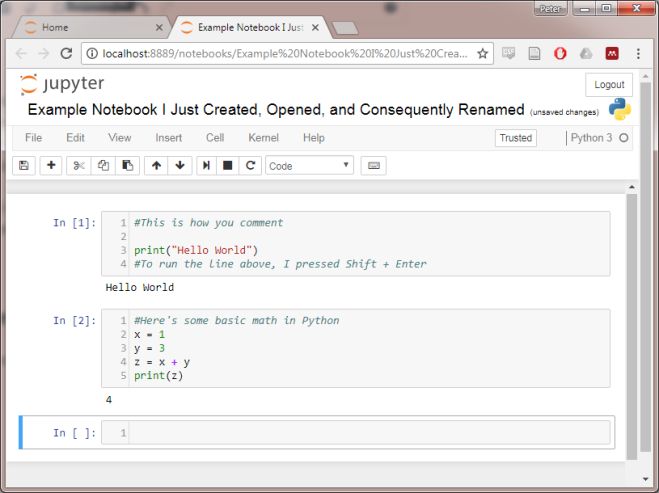 Peter
Home
Example Notebook I Just
localhost:8889/notebooks/Example%20Notebook%20I%20Just%20Crea...
jupyter
Logout
Example Notebook I Just Created, Opened, and Consequently Renamed (unsaved changes)
File Edit View Insert Cell Kernel Help Trusted Python 3
Code
In [1]:
1 #This is how you comment
2
3 print("Hello World")
4 #To run the line above, I pressed Shift + Enter
Hello World
In [2]:
1 #Here's some basic math in Python
2 x = 1
3 y = 3
4 z = x + y
5 print(z)
4
In [ ]:
1